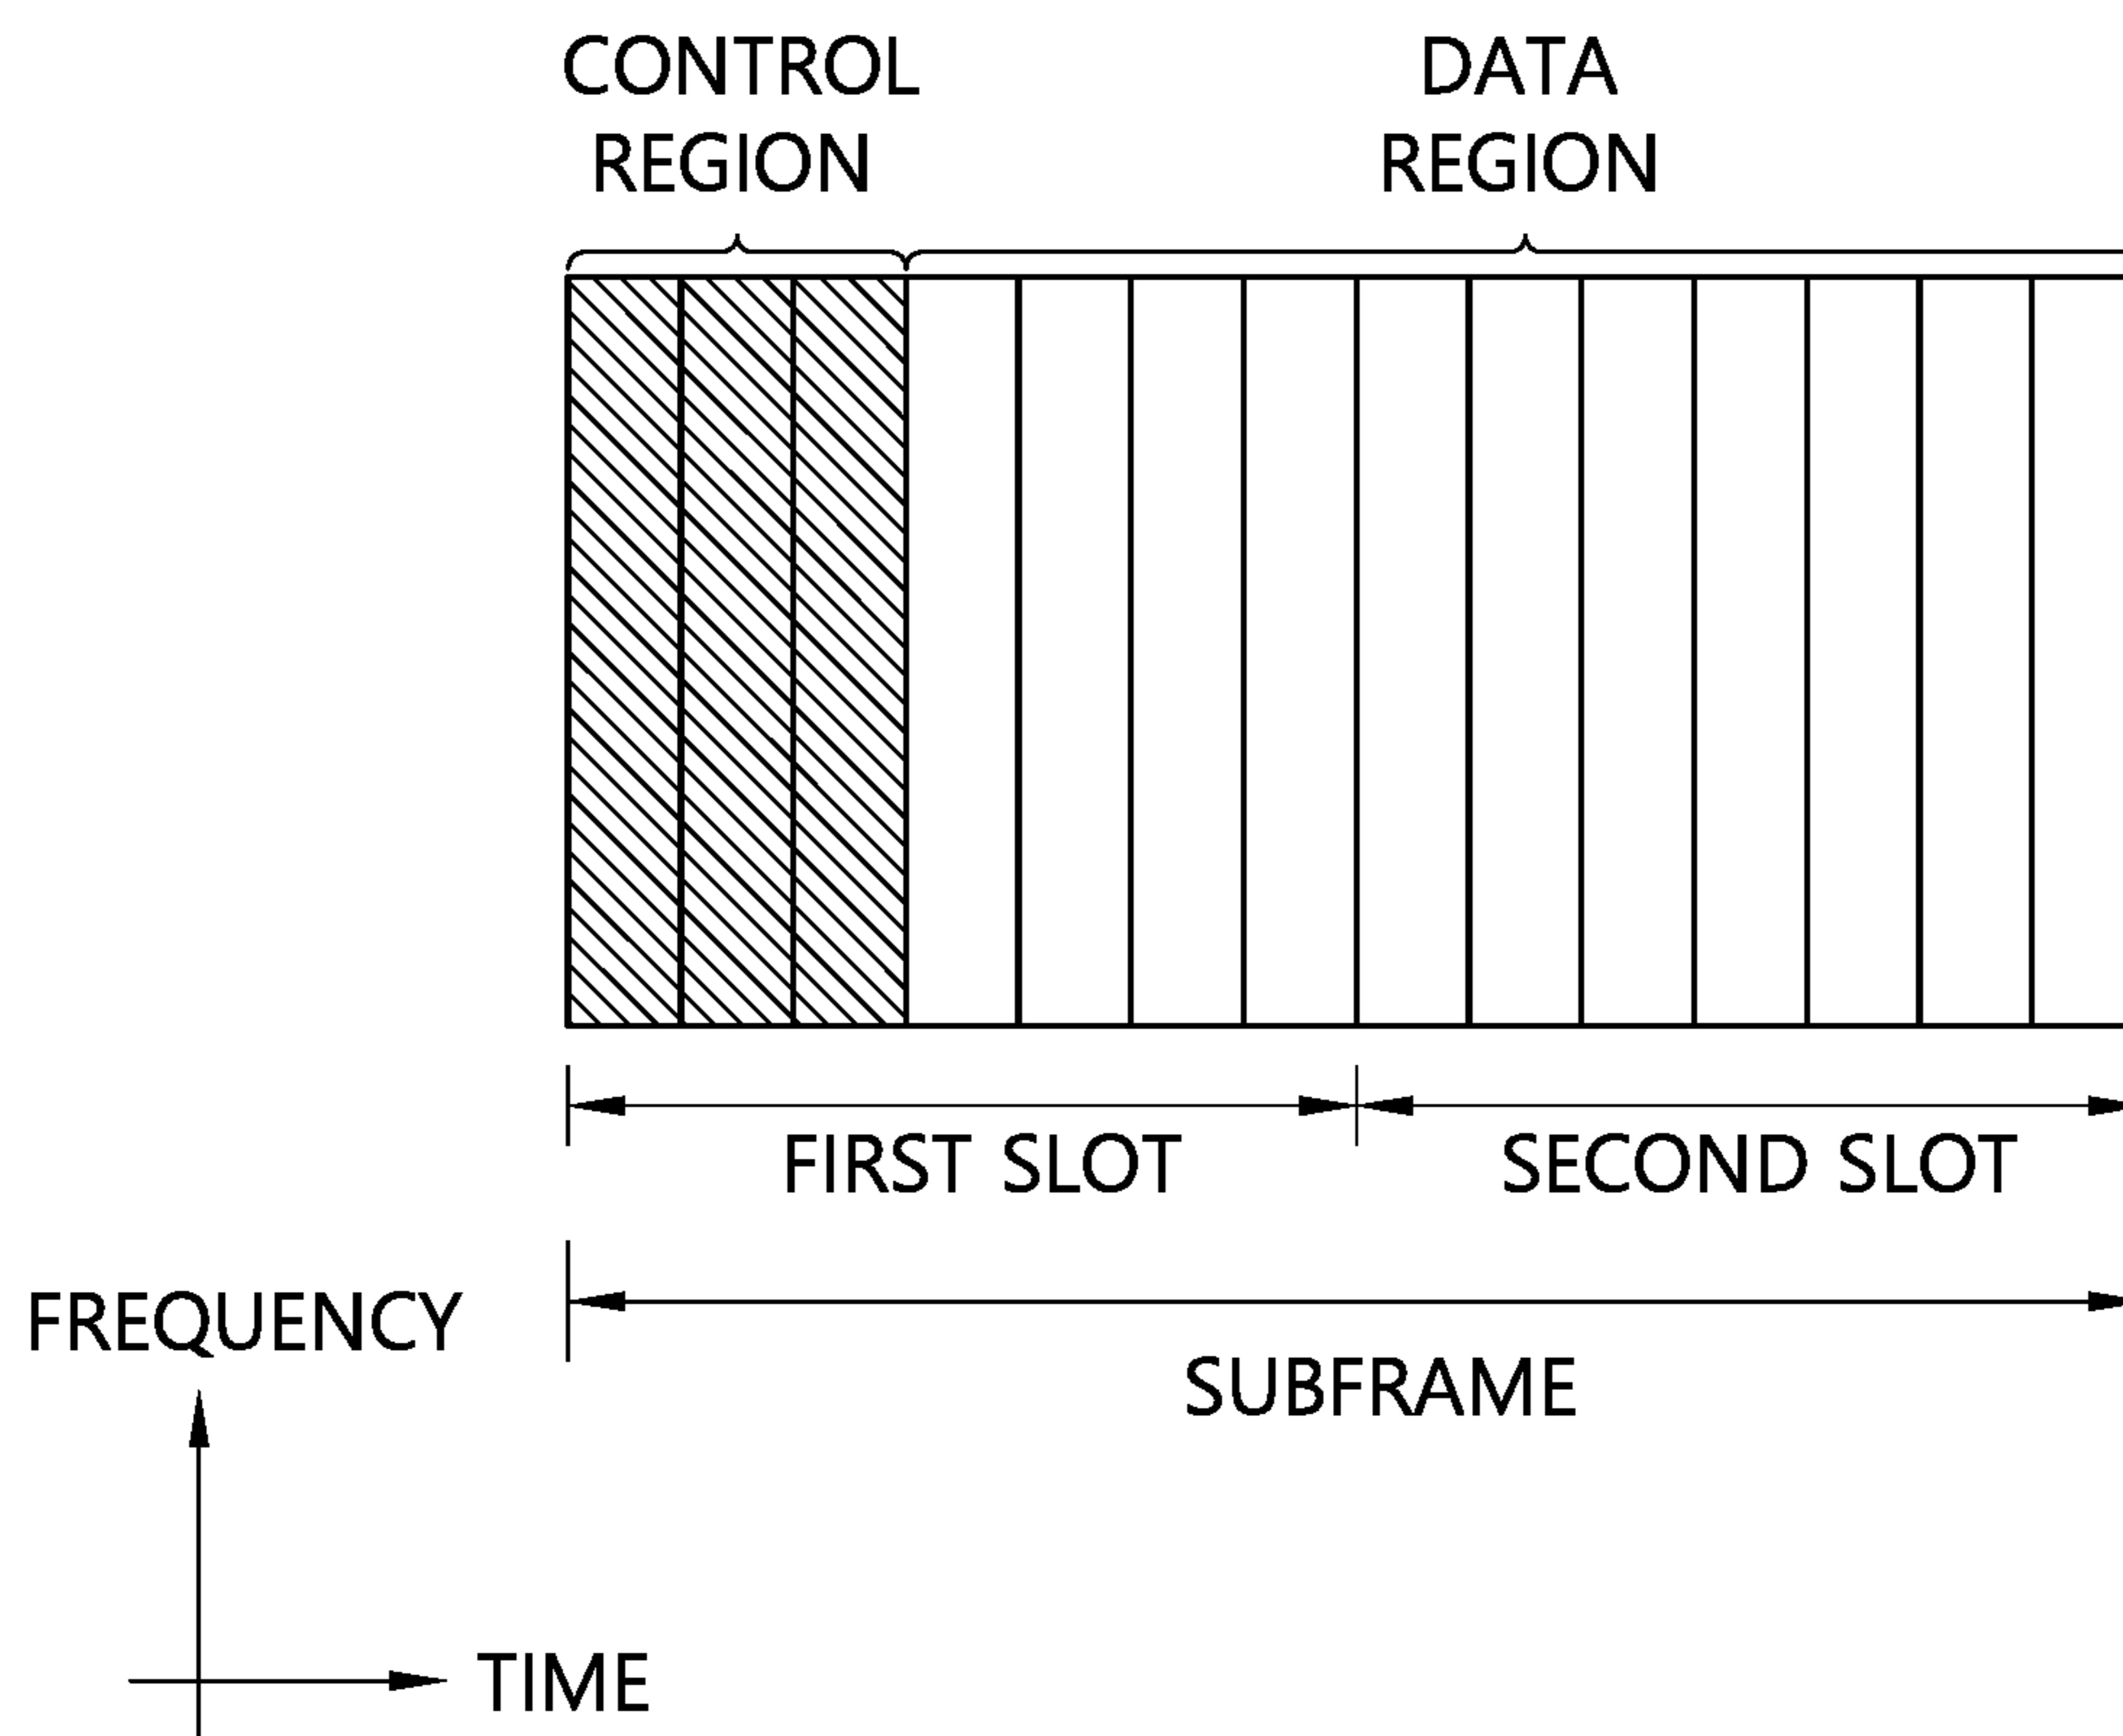 CONTROL
REGION
DATA
REGION
FIRST SLOT
SECOND SLOT
SUBFRAME
FREQUENCY
TIME